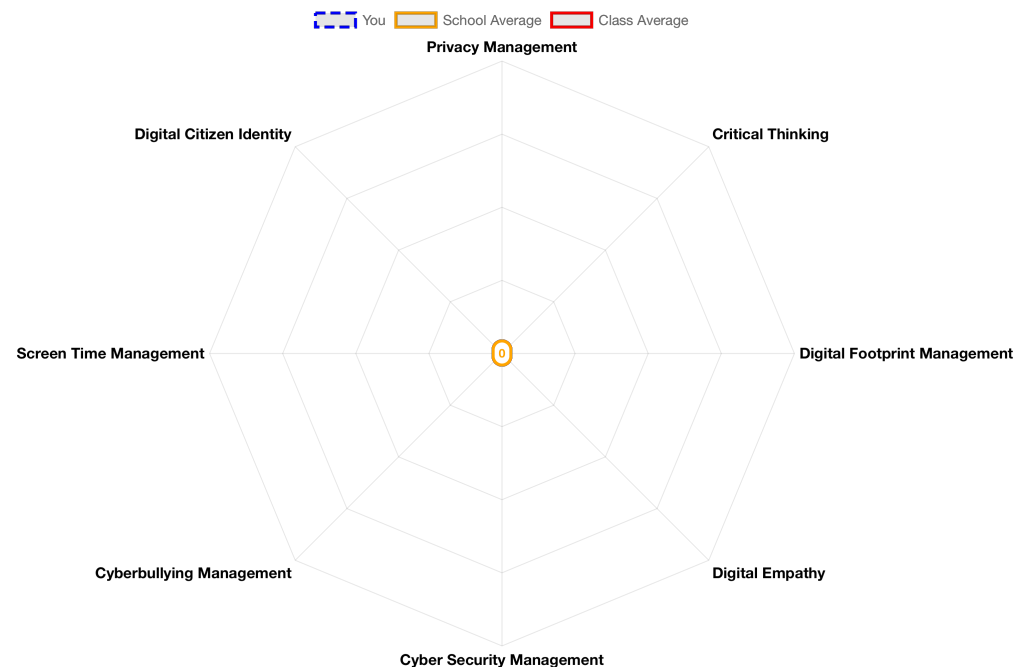 You School Average Class Average
Privacy Management
Digital Citizen Identity Critical Thinking
0
Screen Time Management Digital Footprint Management
Cyberbullying Management Digital Empathy
Cyber Security Management